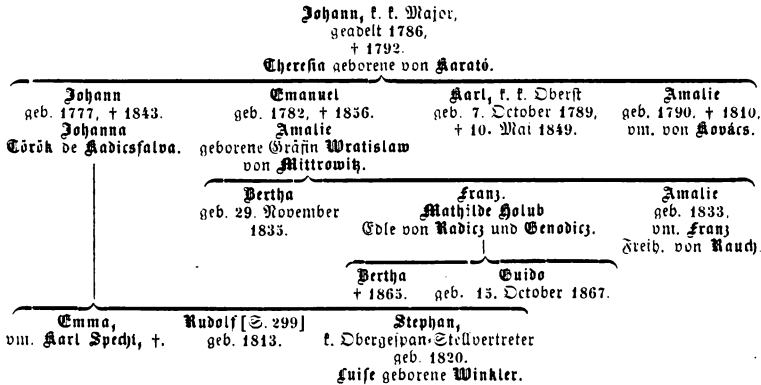 Johann, k. k. Major,
geadelt 1786,
† 1792.
Theresia geborene von Karató.
Johann
geb. 1777, † 1843.
Johanna
Török de Kadicsfalva.
Emanuel
geb. 1782, † 1856.
Amalie
geborene Gräfin Wratislaw
von Mittrowitz.
Karl, k. k. Oberst
geb. 7. October 1789,
† 10. Mai 1849.
Amalie
geb. 1790, † 1810,
vm. von Kovács.
Bertha
geb. 29. November
1835.
Franz.
Mathilde Holub
Edle von Radicz und Genodicz.
Amalie
geb. 1833,
vm. Franz
Freih. von Rauch.
Bertha
† 1865.
Guido
geb. 15. October 1867.
Emma,
vm. Karl Specht, †.
Rudolf [S. 299]
geb. 1813.
Stephan,
k. Obergespan-Stellvertreter
geb. 1820.
Luise geborene Winkler.